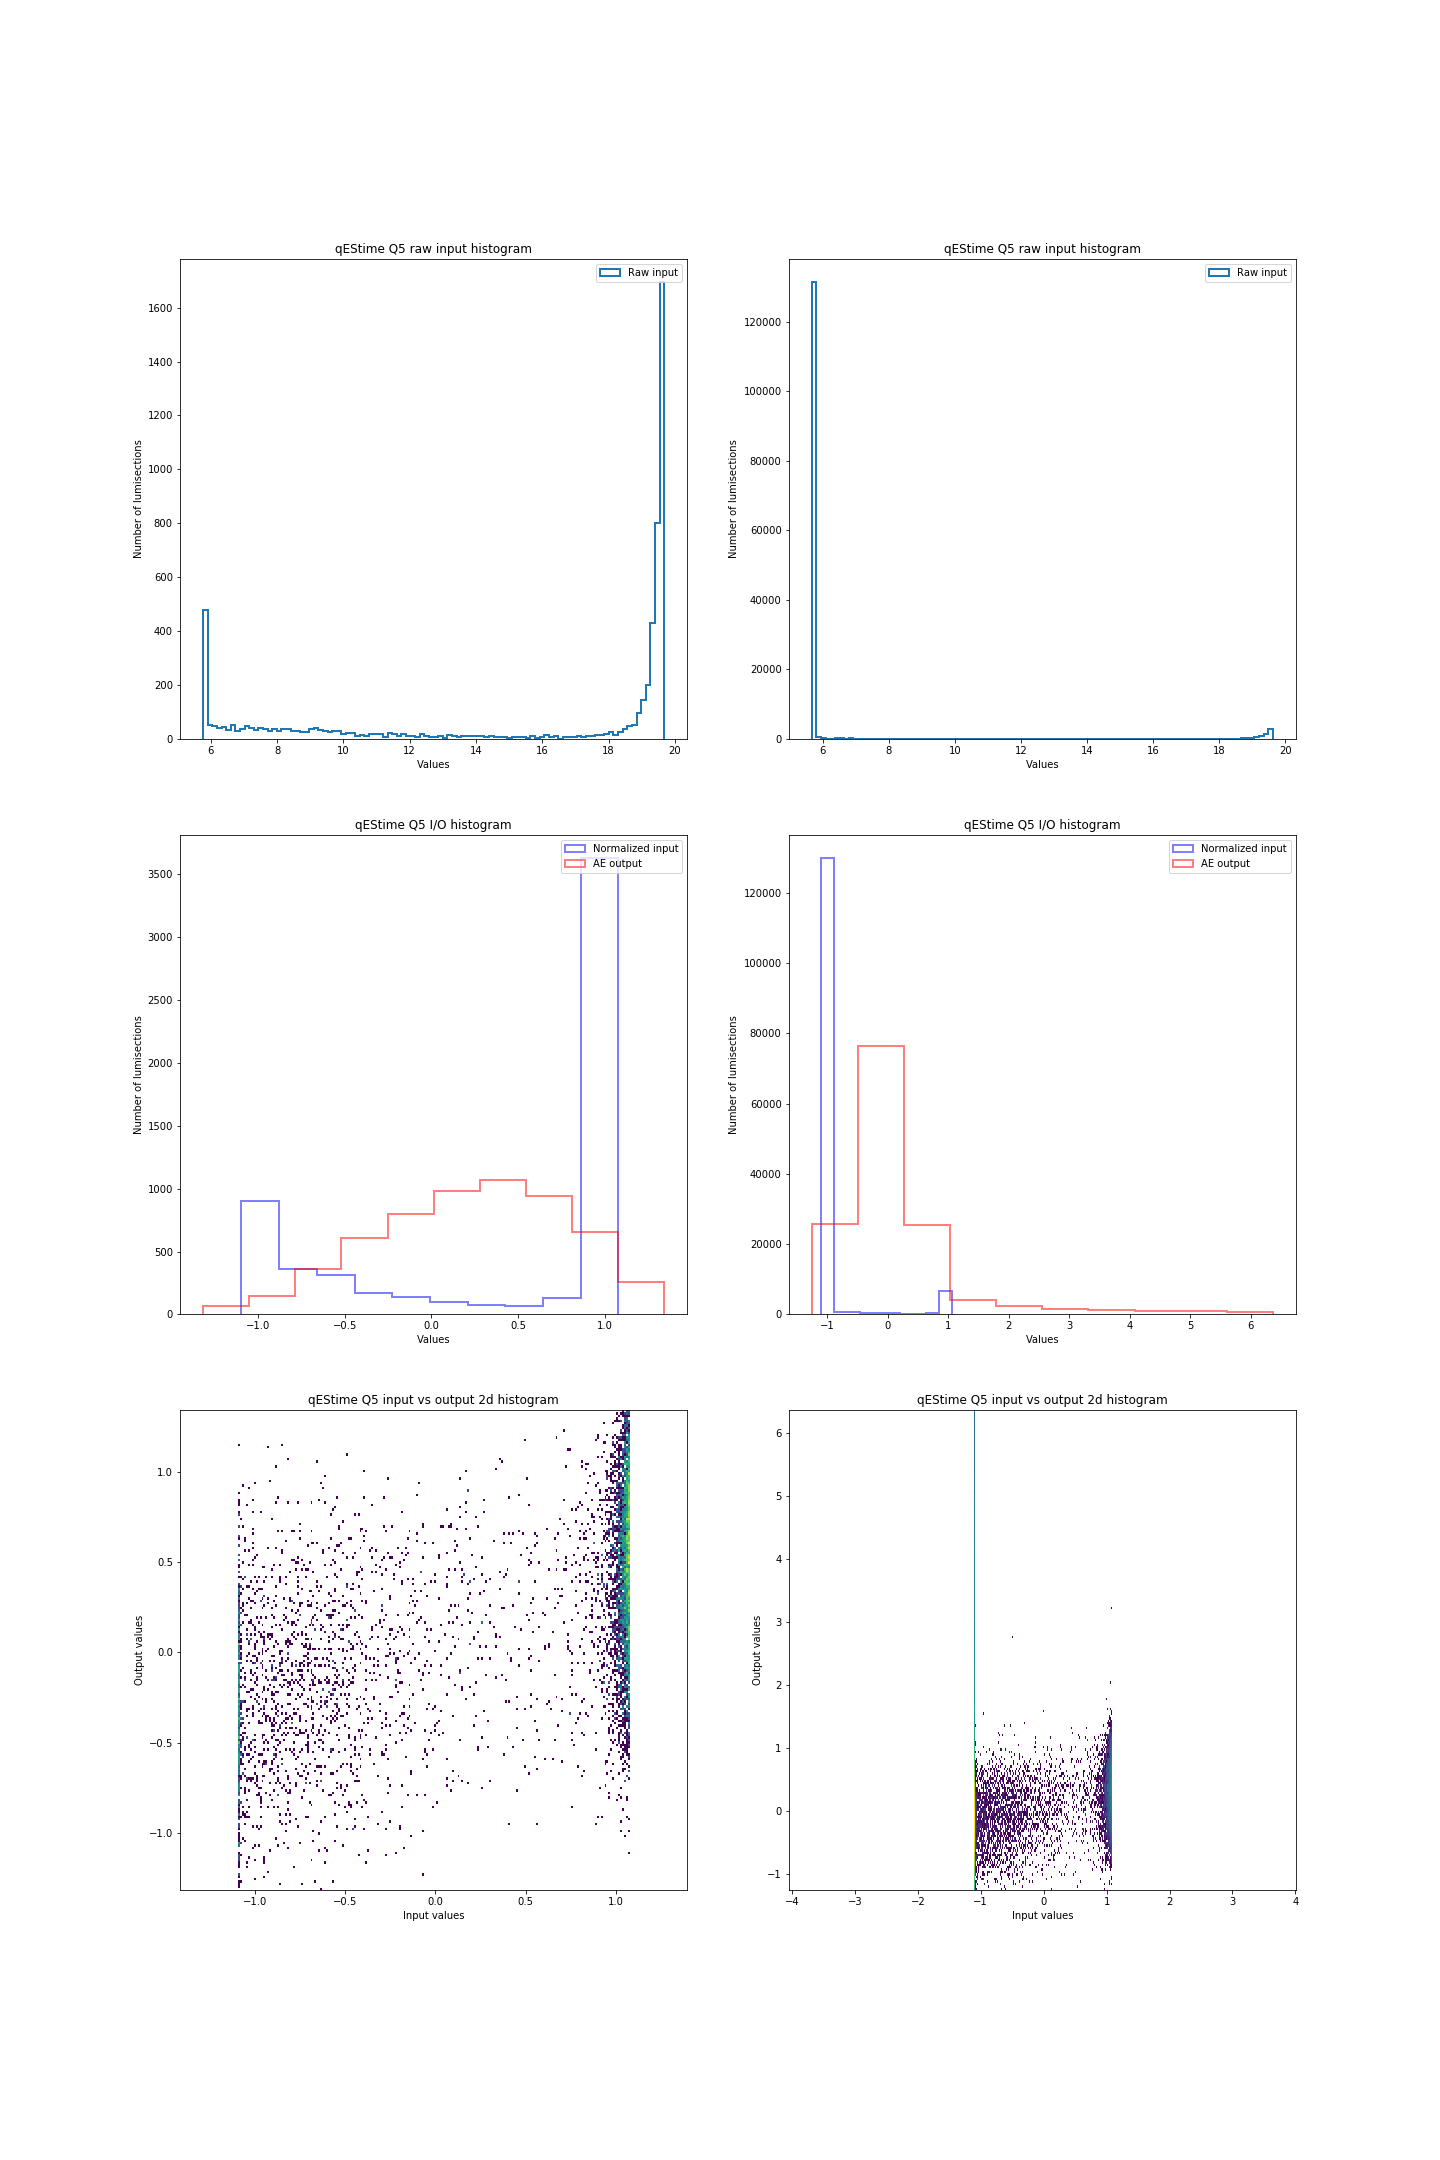 qEStime Q5 raw input histogram
Raw input
1600
1400
1200
1000
800
600
400
200
0
Number of lumisections
6 8 10 12 14 16 18 20
Values
qEStime Q5 raw input histogram
Raw input
120000
100000
80000
60000
40000
20000
0
Number of lumisections
6 8 10 12 14 16 18 20
Values
qEStime Q5 I/O histogram
Normalized input
AE output
3500
3000
2500
2000
1500
1000
500
0
Number of lumisections
−1.0 −0.5 0.0 0.5 1.0
Values
qEStime Q5 I/O histogram
Normalized input
AE output
120000
100000
80000
60000
40000
20000
0
Number of lumisections
−1 0 1 2 3 4 5 6
Values
qEStime Q5 input vs output 2d histogram
1.0
0.5
0.0
−0.5
−1.0
Output values
−1.0 −0.5 0.0 0.5 1.0
Input values
qEStime Q5 input vs output 2d histogram
6
5
4
3
2
1
0
−1
Output values
−4 −3 −2 −1 0 1 2 3 4
Input values